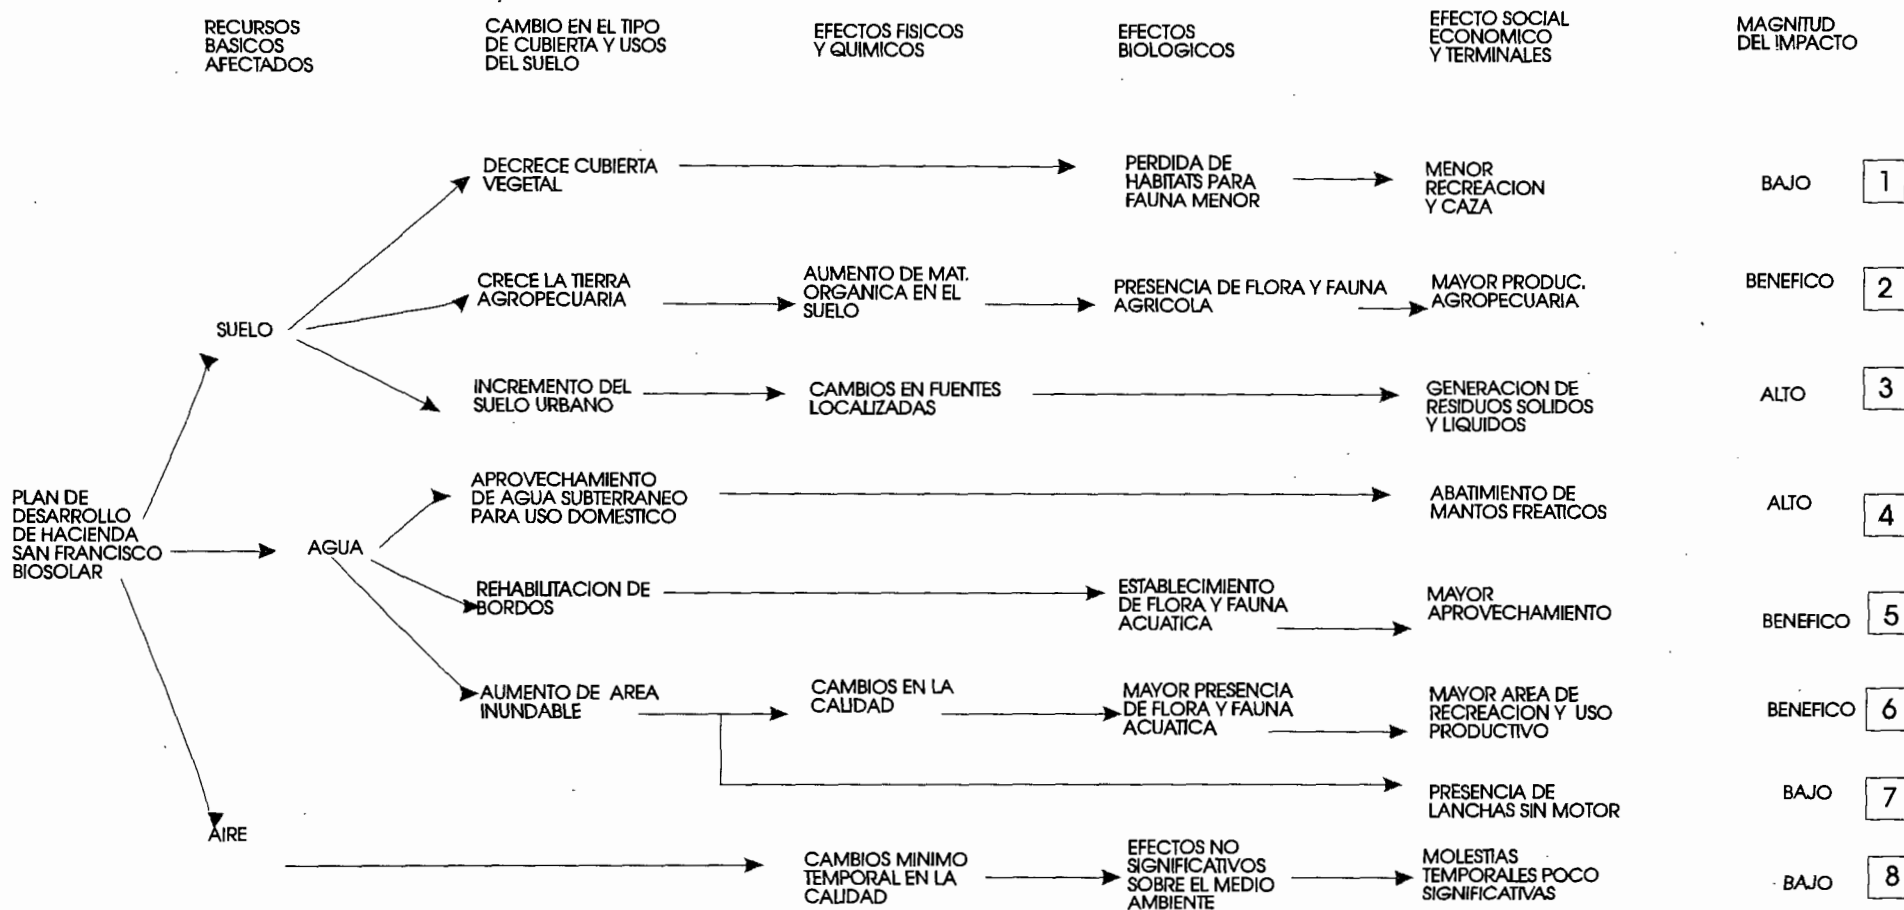 RECURSOS
BASICOS
AFECTADOS
CAMBIO EN EL TIPO
DE CUBIERTA Y USOS
DEL SUELO
EFECTOS FISICOS
Y QUIMICOS
EFECTOS
BIOLOGICOS
EFECTO SOCIAL
ECONOMICO
Y TERMINALES
MAGNITUD
DEL IMPACTO
DECRECE CUBIERTA
VEGETAL
PERDIDA DE
HABITATS PARA
FAUNA MENOR
MENOR
RECREACION
Y CAZA
BAJO
1
CRECE LA TIERRA
AGROPECUARIA
AUMENTO DE MAT.
ORGANICA EN EL
SUELO
PRESENCIA DE FLORA Y FAUNA
AGRICOLA
MAYOR PRODUC.
AGROPECUARIA
BENEFICO
2
SUELO
INCREMENTO DEL
SUELO URBANO
CAMBIOS EN FUENTES
LOCALIZADAS
GENERACION DE
RESIDUOS SOLIDOS
Y LIQUIDOS
ALTO
3
PLAN DE
DESARROLLO
DE HACIENDA
SAN FRANCISCO
BIOSOLAR
APROVECHAMIENTO
DE AGUA SUBTERRANEO
PARA USO DOMESTICO
ABATIMIENTO DE
MANTOS FREATICOS
ALTO
4
AGUA
REHABILITACION DE
BORDOS
ESTABLECIMIENTO
DE FLORA Y FAUNA
ACUATICA
MAYOR
APROVECHAMIENTO
BENEFICO
5
AUMENTO DE AREA
INUNDABLE
CAMBIOS EN LA
CALIDAD
MAYOR PRESENCIA
DE FLORA Y FAUNA
ACUATICA
MAYOR AREA DE
RECREACION Y USO
PRODUCTIVO
BENEFICO
6
PRESENCIA DE
LANCHAS SIN MOTOR
BAJO
7
AIRE
CAMBIOS MINIMO
TEMPORAL EN LA
CALIDAD
EFECTOS NO
SIGNIFICATIVOS
SOBRE EL MEDIO
AMBIENTE
MOLESTIAS
TEMPORALES POCO
SIGNIFICATIVAS
BAJO
8